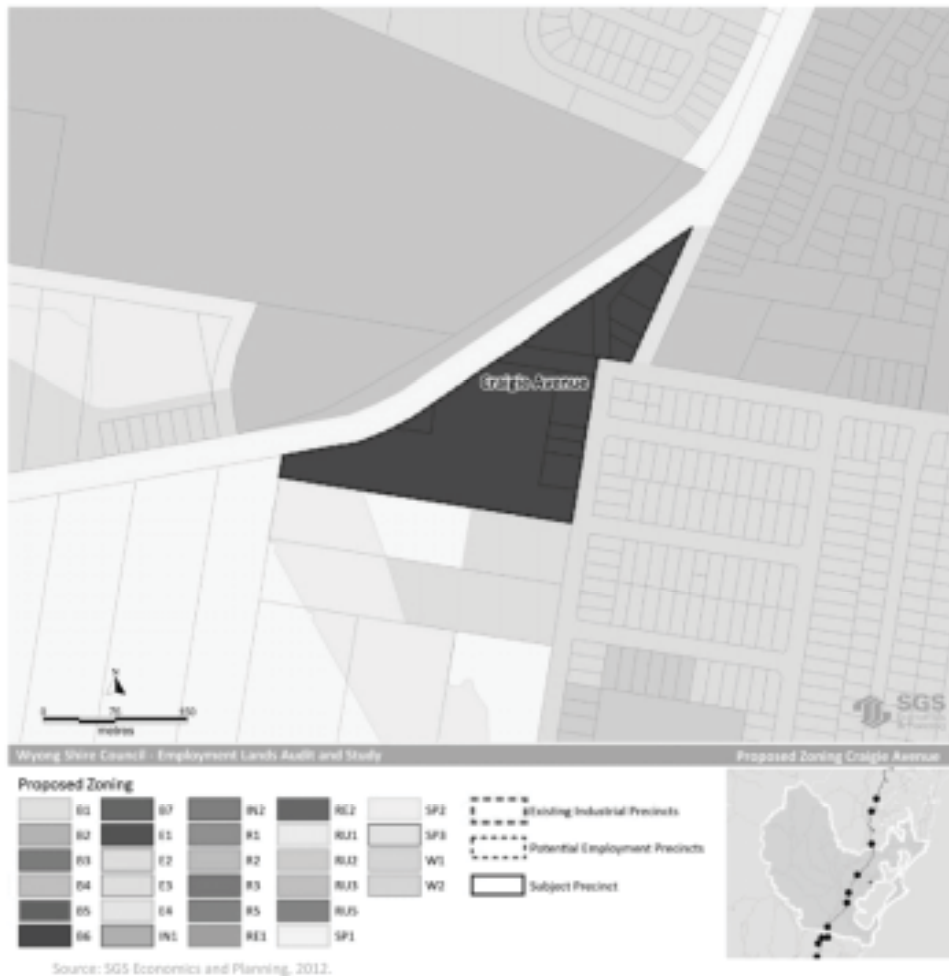 Craigie Avenue
N
0 75 150
metres
SGS
Wyong Shire Council - Employment Lands Audit and Study
Proposed Zoning Craigie Avenue
Proposed Zoning
B1 B7 IN2 RE2 SP2
B2 E1 R1 RU1 SP3
B3 E2 R2 RU2 W1
B4 E3 R3 RU3 W2
B5 E4 R5 RU5
B6 IN1 RE1 SP1
Existing Industrial Precincts
Potential Employment Precincts
Subject Precinct
Source: SGS Economics and Planning, 2012.